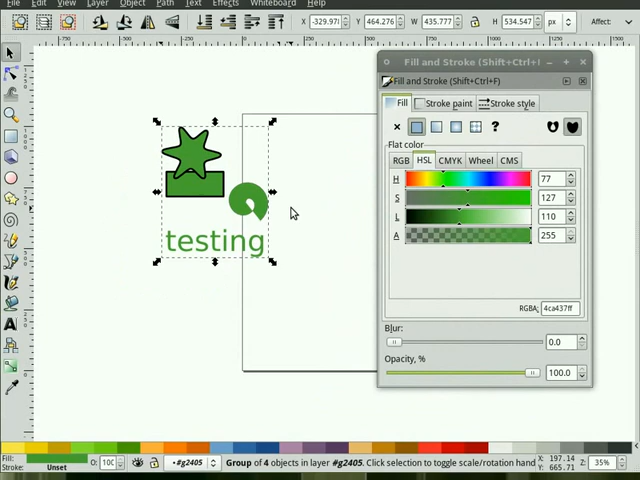 File Edit View Layer Object Path Text Effects Whiteboard Help
X -329.97 Y 464.276 W 435.777 H 534.547 px Affect:
Fill and Stroke (Shift+Ctrl+
Fill and Stroke (Shift+Ctrl+F)
Fill Stroke paint Stroke style
?
Flat color
RGB HSL CMYK Wheel CMS
H 77
S 127
L 110
A 255
testing
RGBA: 4ca437ff
Blur:
0.0
Opacity, %
100.0
Fill: O: 100 •#g2405 Group of 4 objects in layer #g2405. Click selection to toggle scale/rotation hand X: 197.14 Z: 35%
Stroke: Unset Y: 665.71